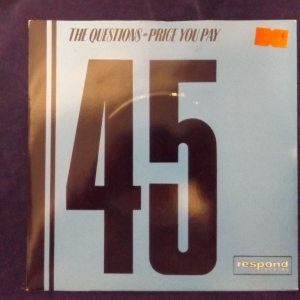 THE QUESTIONS-PRICE YOU PAY
45
respond